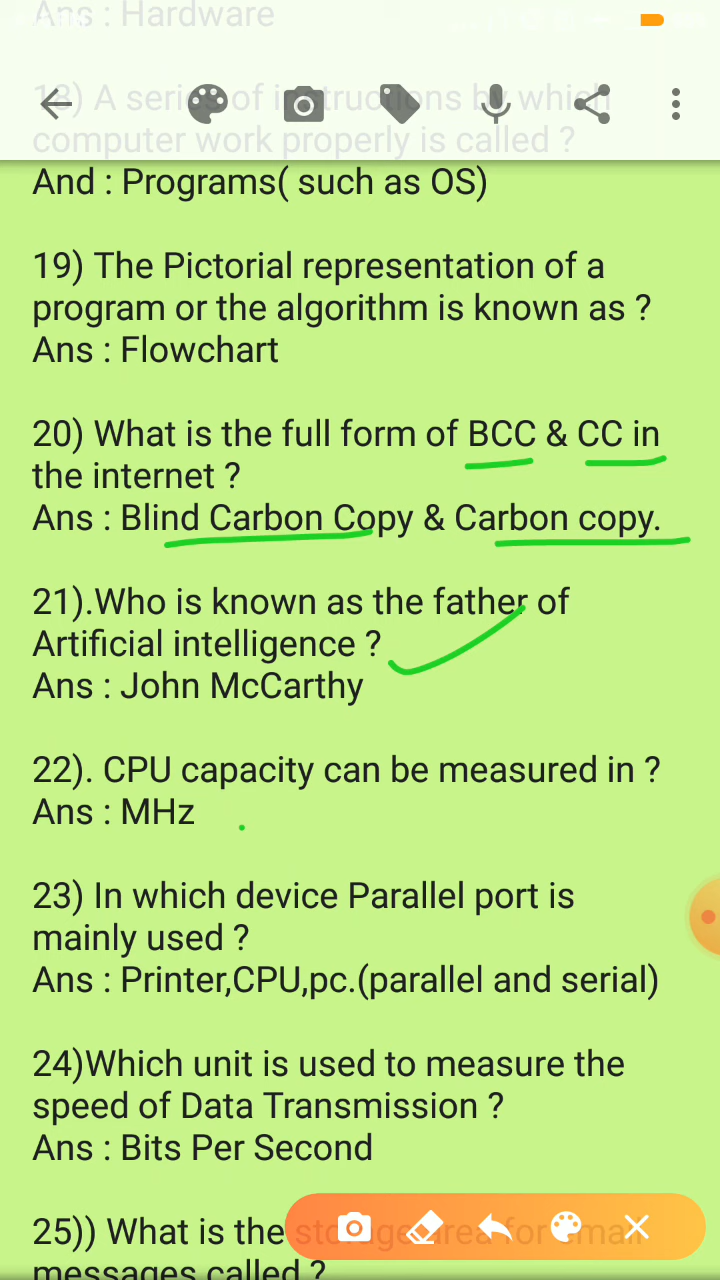 Ans : Hardware
18) A series of instructions by which
computer work properly is called ?
And : Programs( such as OS)
19) The Pictorial representation of a
program or the algorithm is known as ?
Ans : Flowchart
20) What is the full form of BCC & CC in
the internet ?
Ans : Blind Carbon Copy & Carbon copy.
21).Who is known as the father of
Artificial intelligence ?
Ans : John McCarthy
22). CPU capacity can be measured in ?
Ans : MHz
23) In which device Parallel port is
mainly used ?
Ans : Printer,CPU,pc.(parallel and serial)
24)Which unit is used to measure the
speed of Data Transmission ?
Ans : Bits Per Second
25)) What is the storage area for email
messages called ?